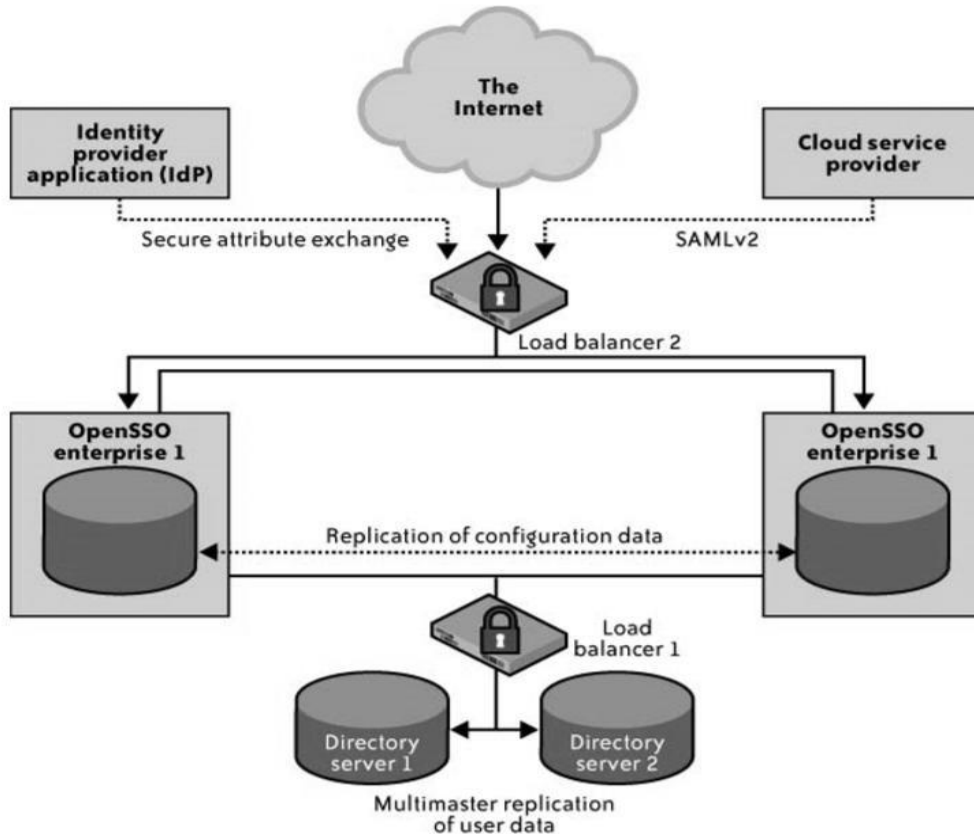 The
Internet
Identity
provider
application (IdP)
Cloud service
provider
Secure attribute exchange
SAMLv2
Load balancer 2
OpenSSO
enterprise 1
OpenSSO
enterprise 1
Replication of configuration data
Load
balancer 1
Directory
server 1
Directory
server 2
Multimaster replication
of user data